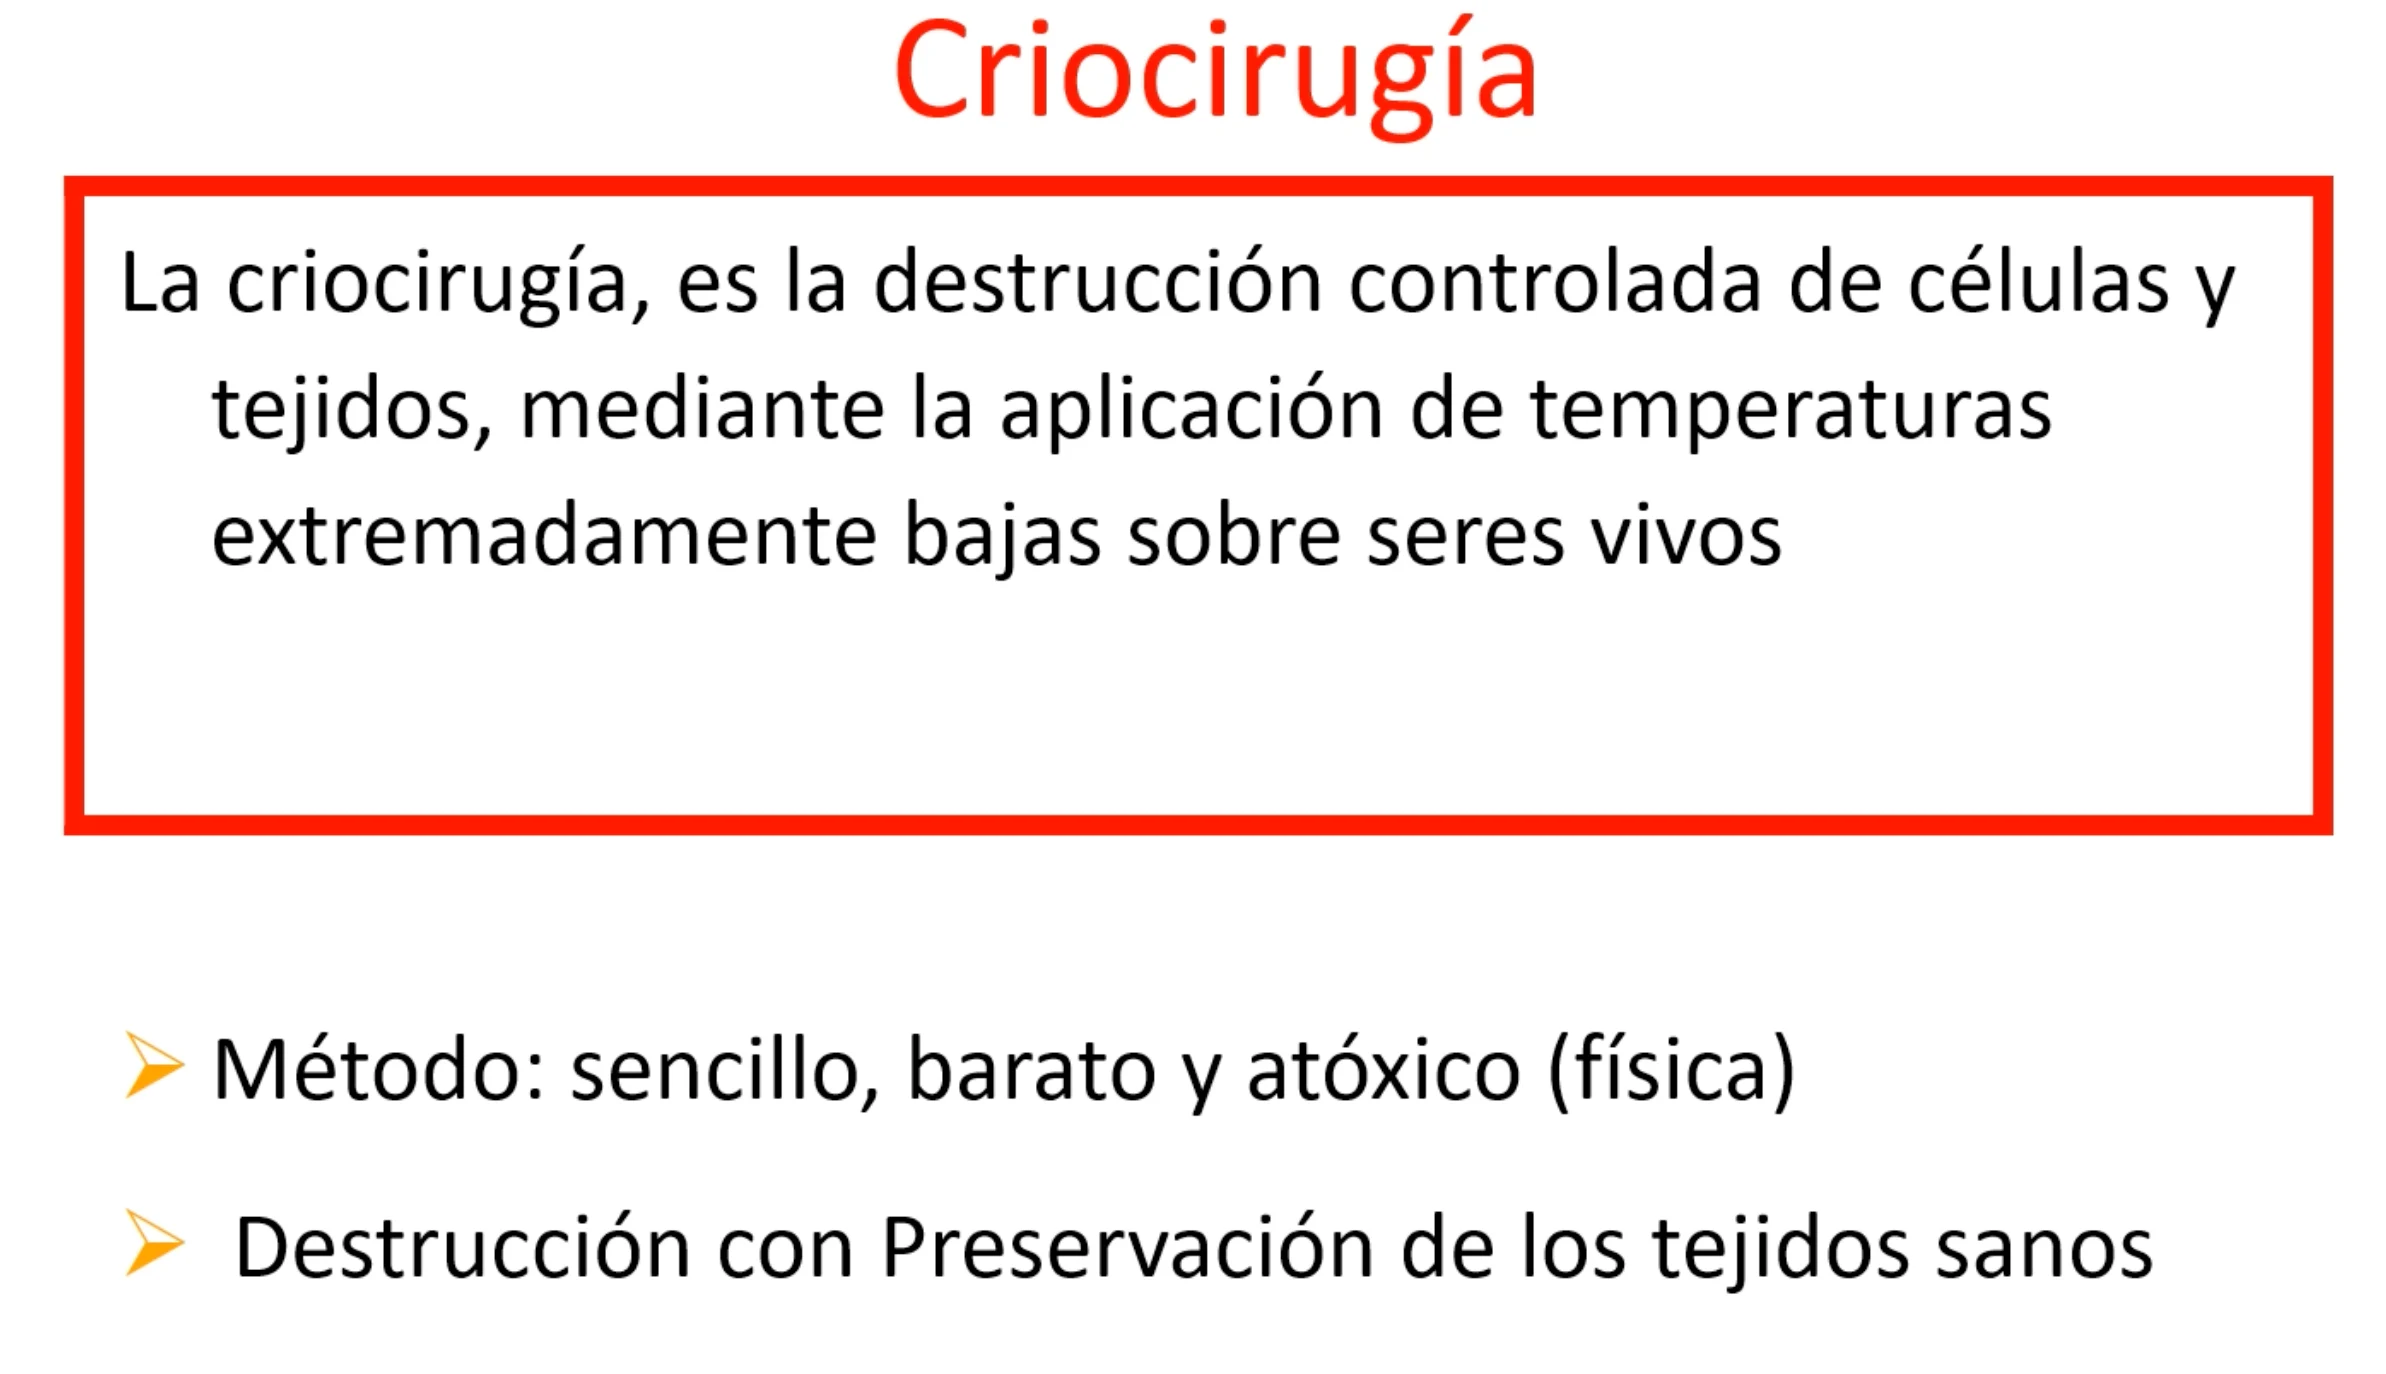 Criocirugía
La criocirugía, es la destrucción controlada de células y
tejidos, mediante la aplicación de temperaturas
extremadamente bajas sobre seres vivos
Método: sencillo, barato y atóxico (física)
Destrucción con Preservación de los tejidos sanos